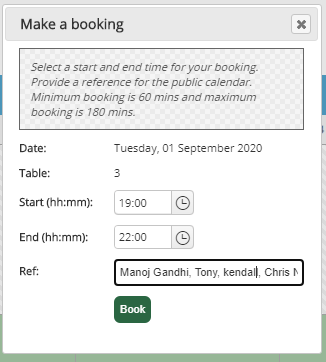 Make a booking
Select a start and end time for your booking.
Provide a reference for the public calendar.
Minimum booking is 60 mins and maximum
booking is 180 mins.
Date: Tuesday, 01 September 2020
Table: 3
Start (hh:mm): 19:00
End (hh:mm): 22:00
Ref: Manoj Gandhi, Tony, kendall, Chris
Book